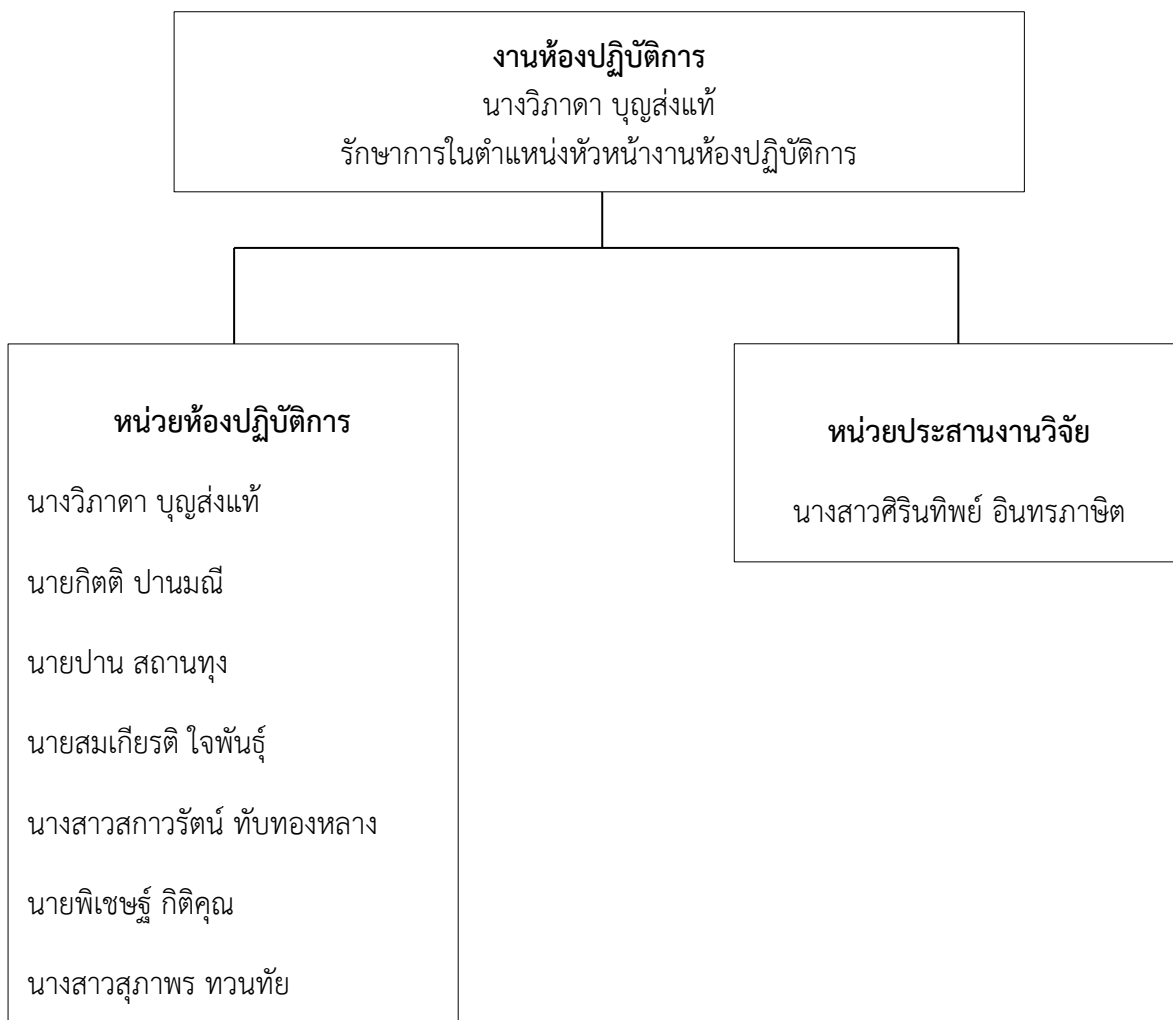 งานห้องปฏิบัติการ
นางวิภาดา บุญส่งแท้
รักษาการในตำแหน่งหัวหน้างานห้องปฏิบัติการ
หน่วยห้องปฏิบัติการ
นางวิภาดา บุญส่งแท้
นายกิตติ ปานมณี
นายปาน สถานทุง
นายสมเกียรติ ใจพันธุ์
นางสาวสกาวรัตน์ ทับทองหลาง
นายพิเชษฐ์ กิติคุณ
นางสาวสุภาพร ทวนทัย
หน่วยประสานงานวิจัย
นางสาวศิรินทิพย์ อินทรภาษิต